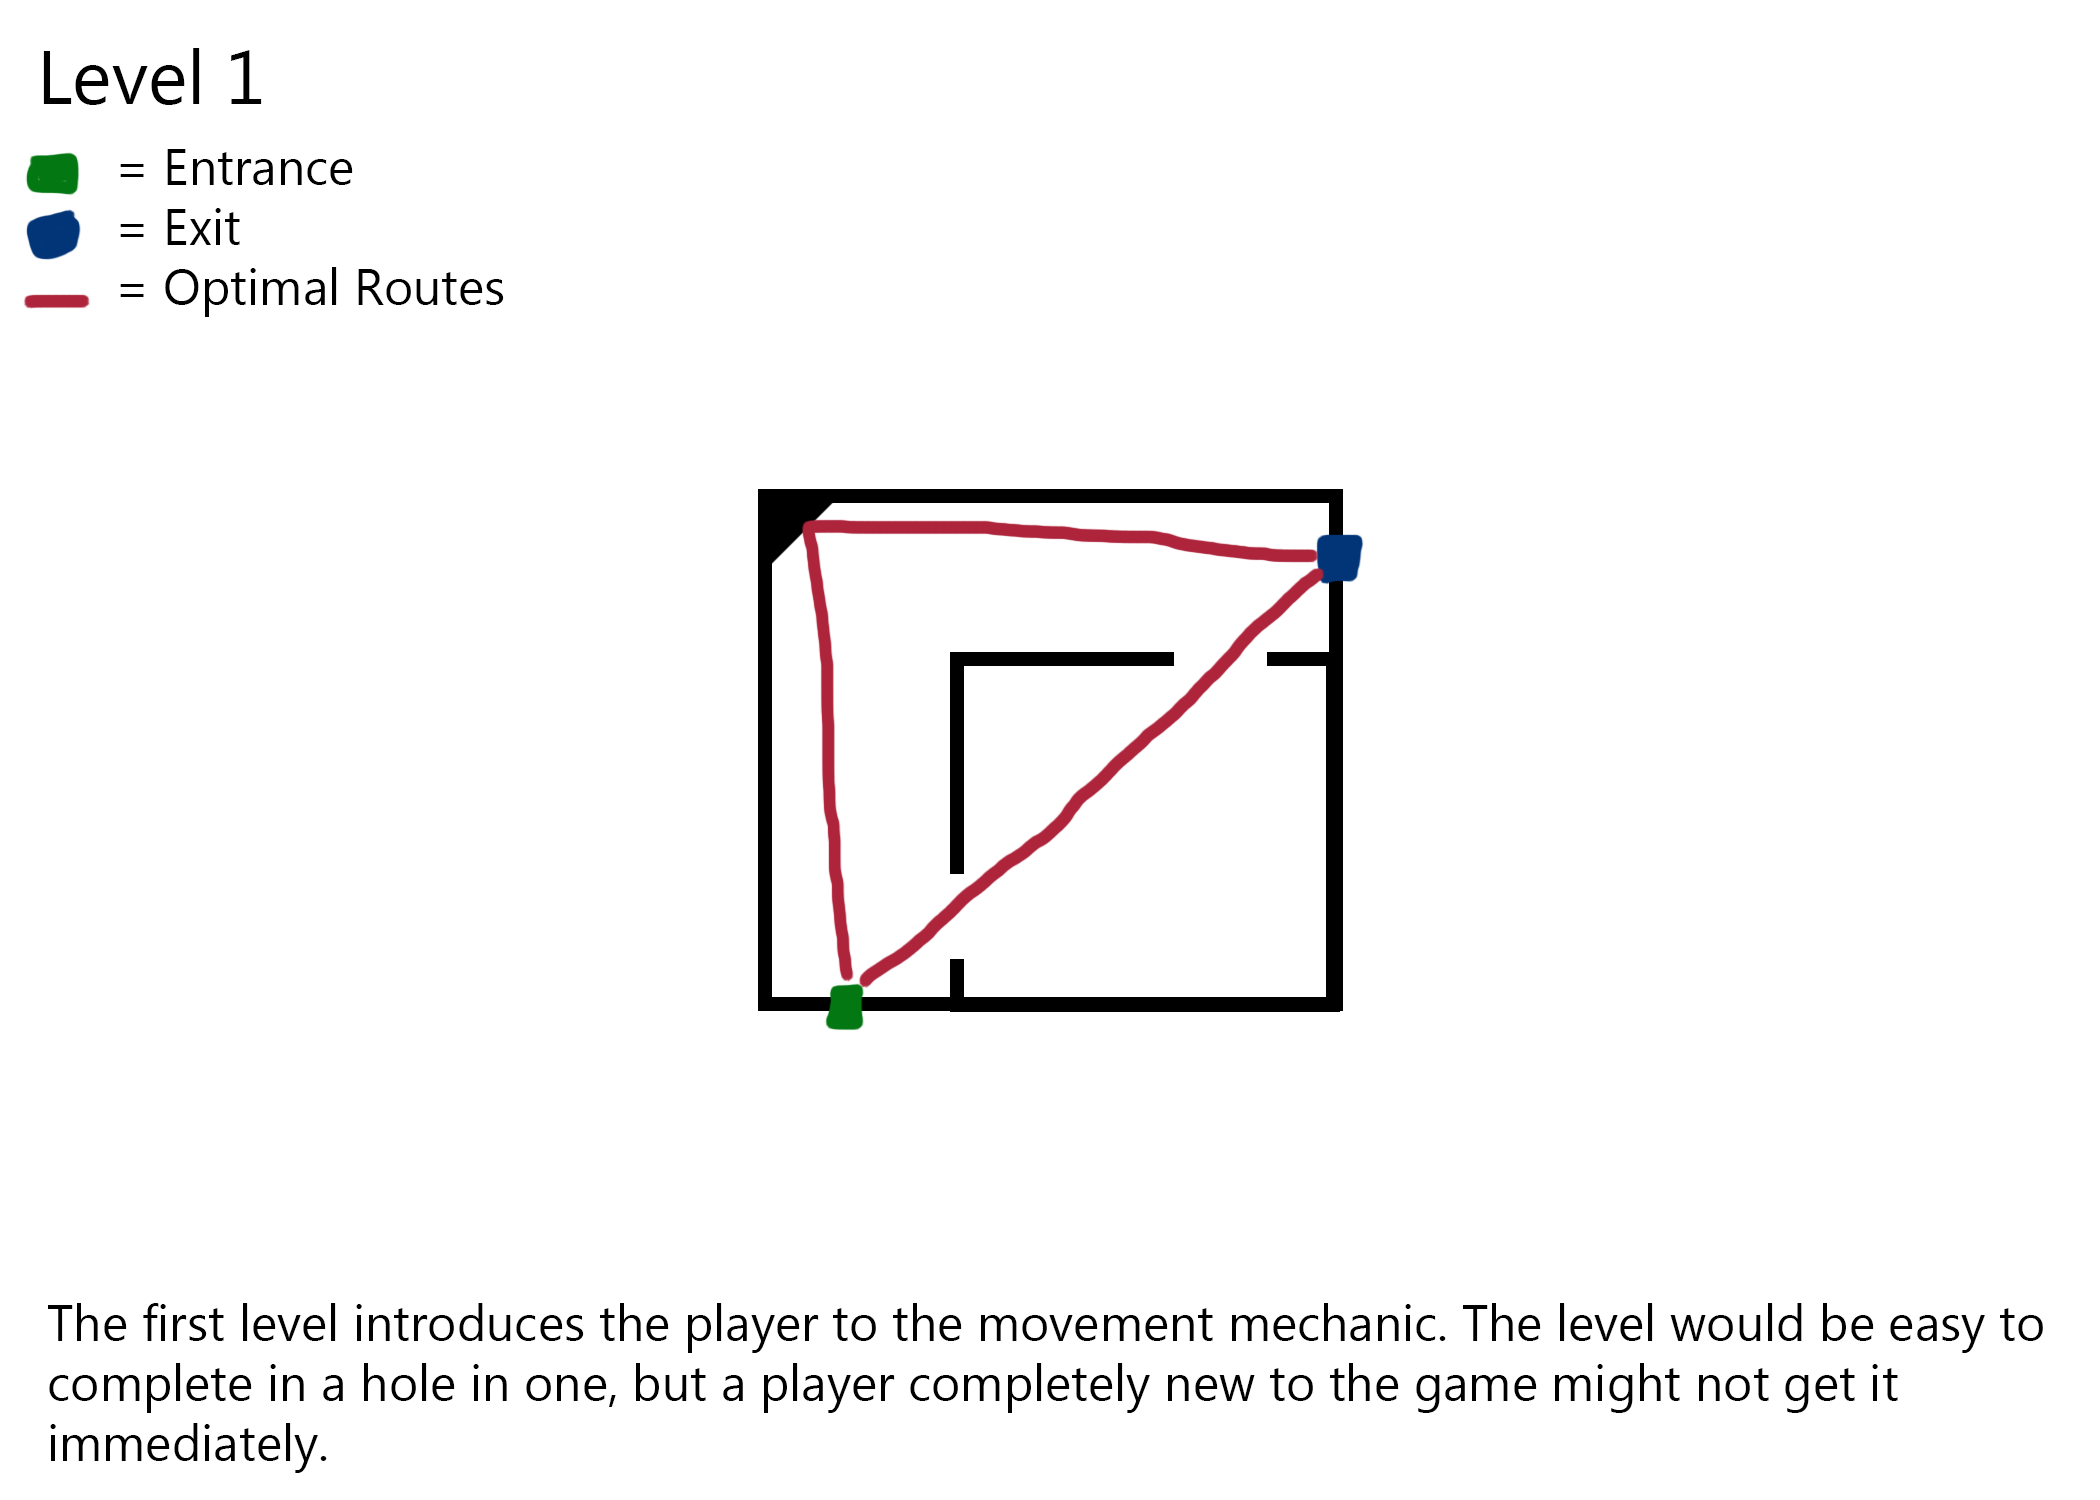 Level 1
= Entrance
= Exit
= Optimal Routes
The first level introduces the player to the movement mechanic. The level would be easy to
complete in a hole in one, but a player completely new to the game might not get it
immediately.